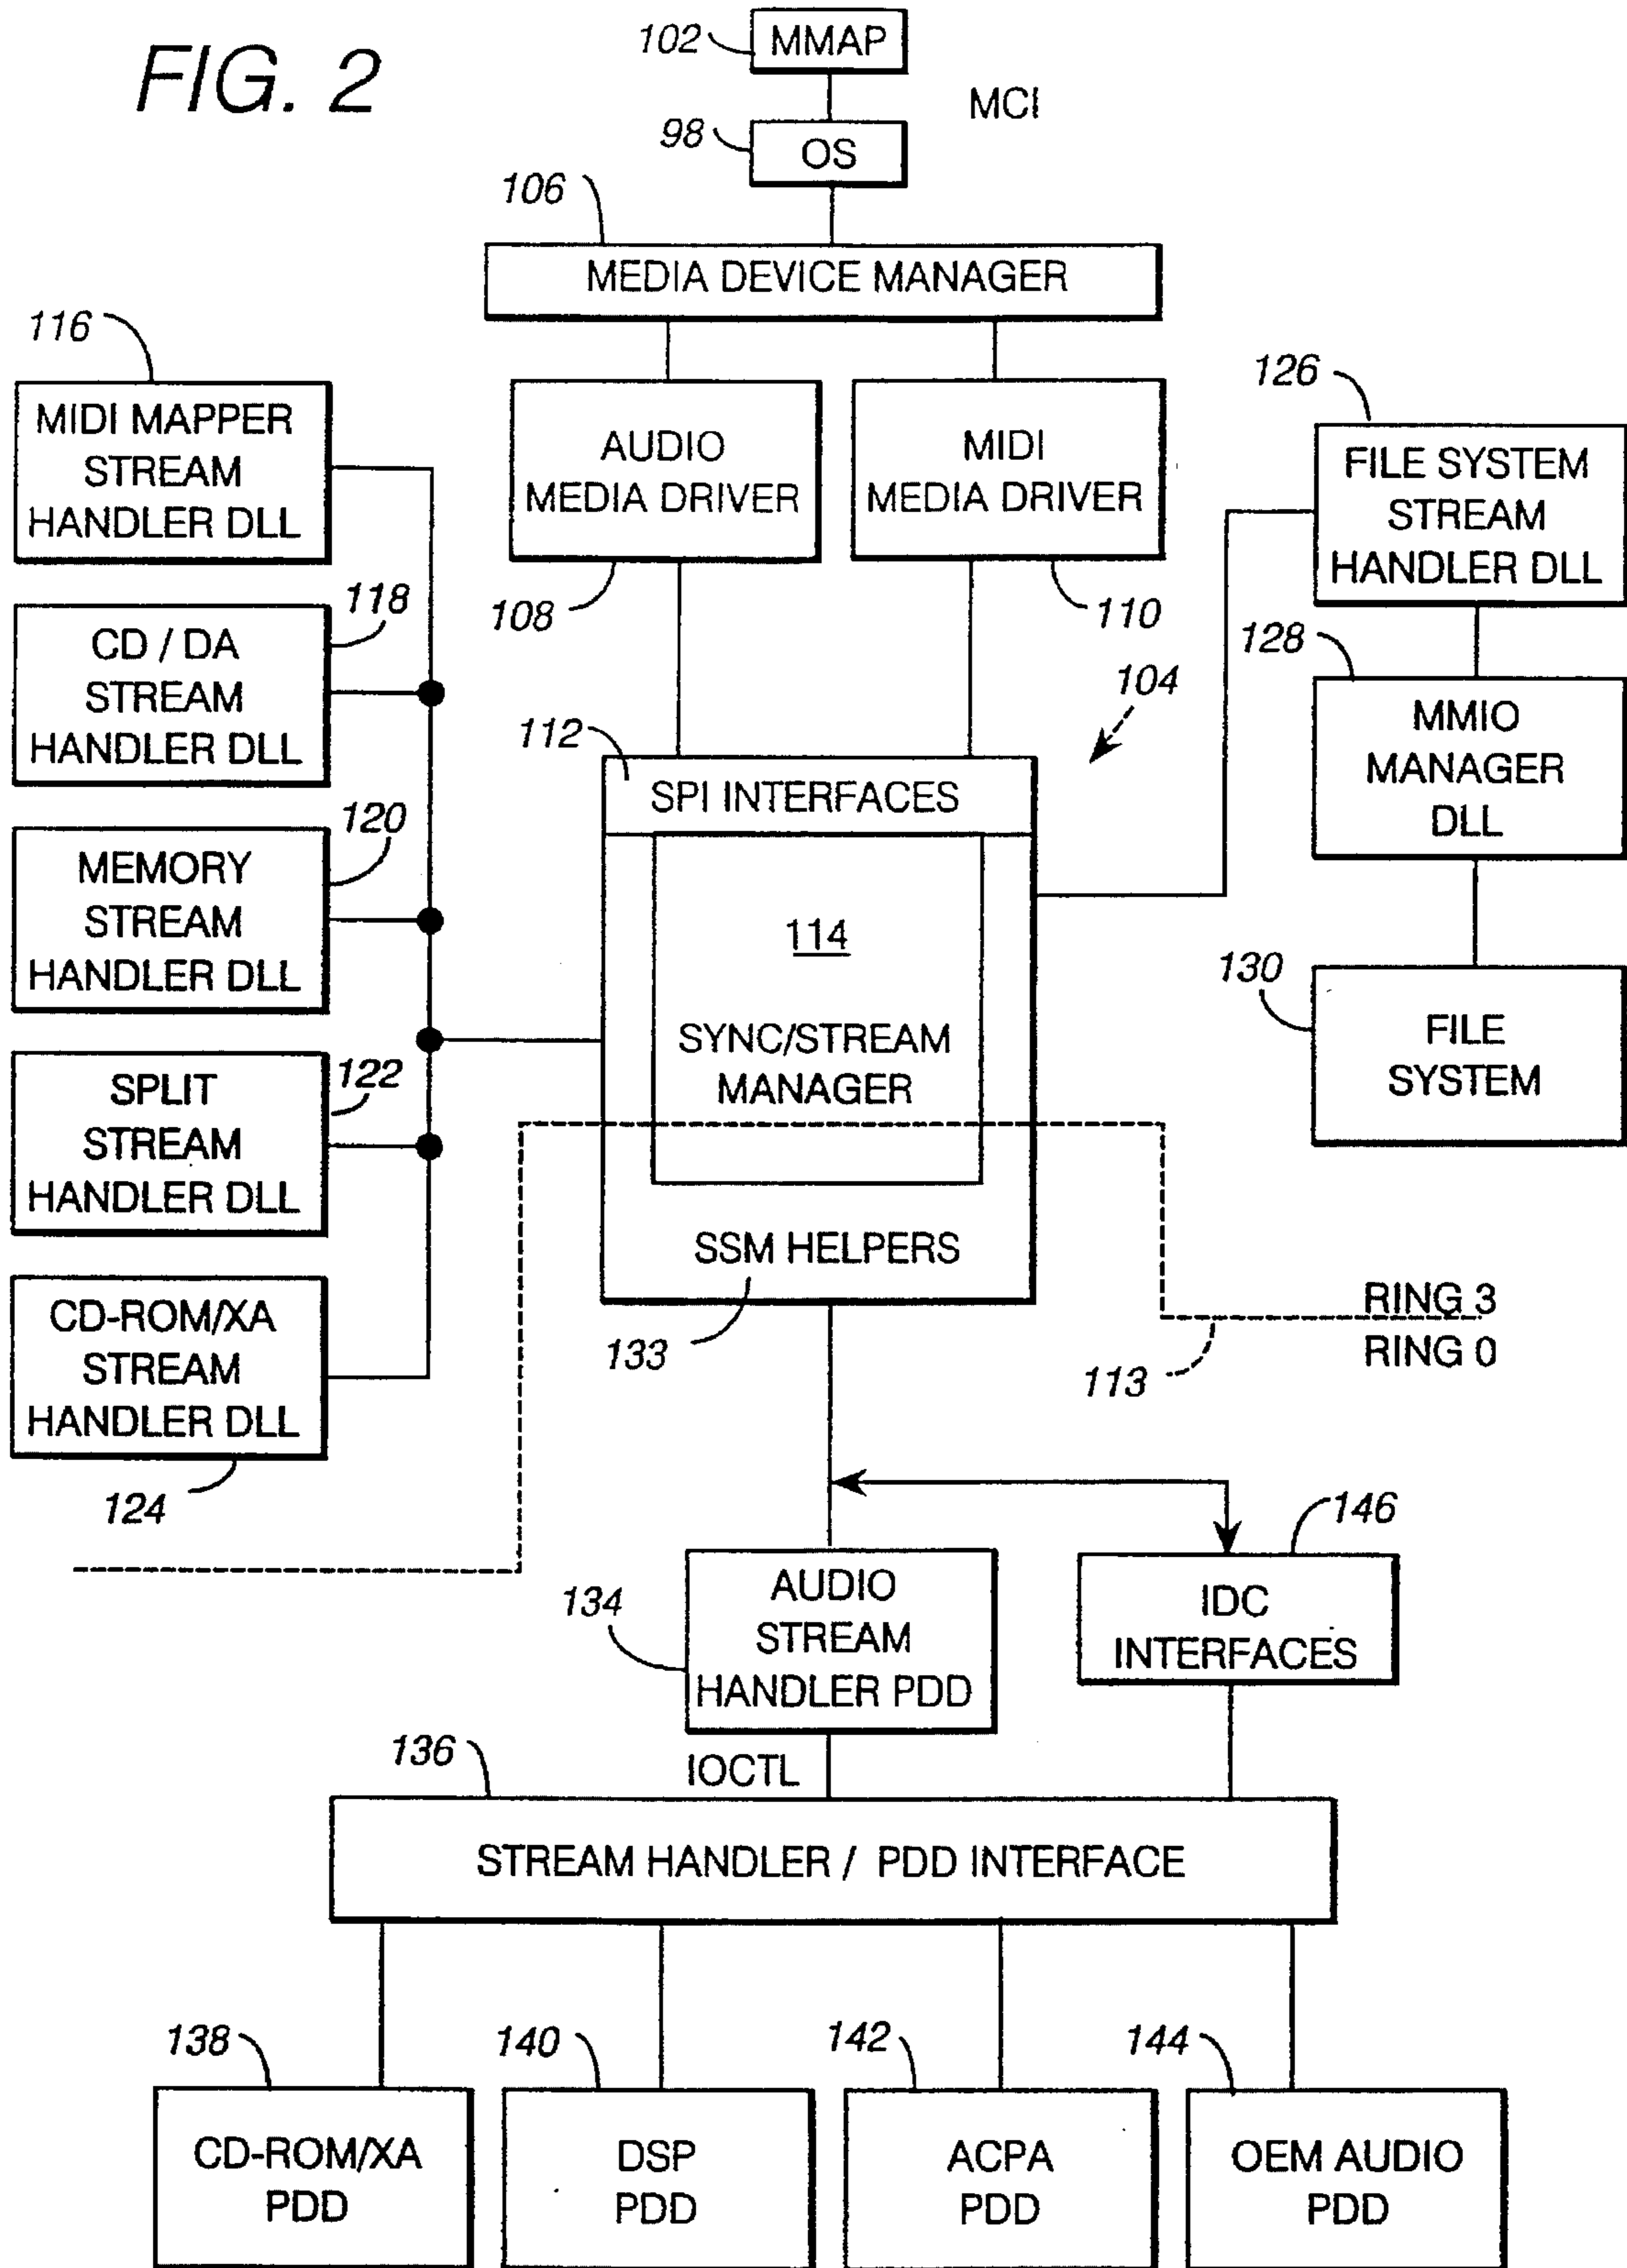 FIG. 2
102
MMAP
MCI
98
OS
106
MEDIA DEVICE MANAGER
116
MIDI MAPPER
STREAM
HANDLER DLL
AUDIO
MEDIA DRIVER
108
MIDI
MEDIA DRIVER
110
126
FILE SYSTEM
STREAM
HANDLER DLL
118
CD / DA
STREAM
HANDLER DLL
128
MMIO
MANAGER
DLL
104
112
SPI INTERFACES
120
MEMORY
STREAM
HANDLER DLL
114
SYNC/STREAM
MANAGER
130
FILE
SYSTEM
122
SPLIT
STREAM
HANDLER DLL
SSM HELPERS
133
RING 3
RING 0
113
CD-ROM/XA
STREAM
HANDLER DLL
124
146
IDC
INTERFACES
134
AUDIO
STREAM
HANDLER PDD
136
IOCTL
STREAM HANDLER / PDD INTERFACE
138
CD-ROM/XA
PDD
140
DSP
PDD
142
ACPA
PDD
144
OEM AUDIO
PDD